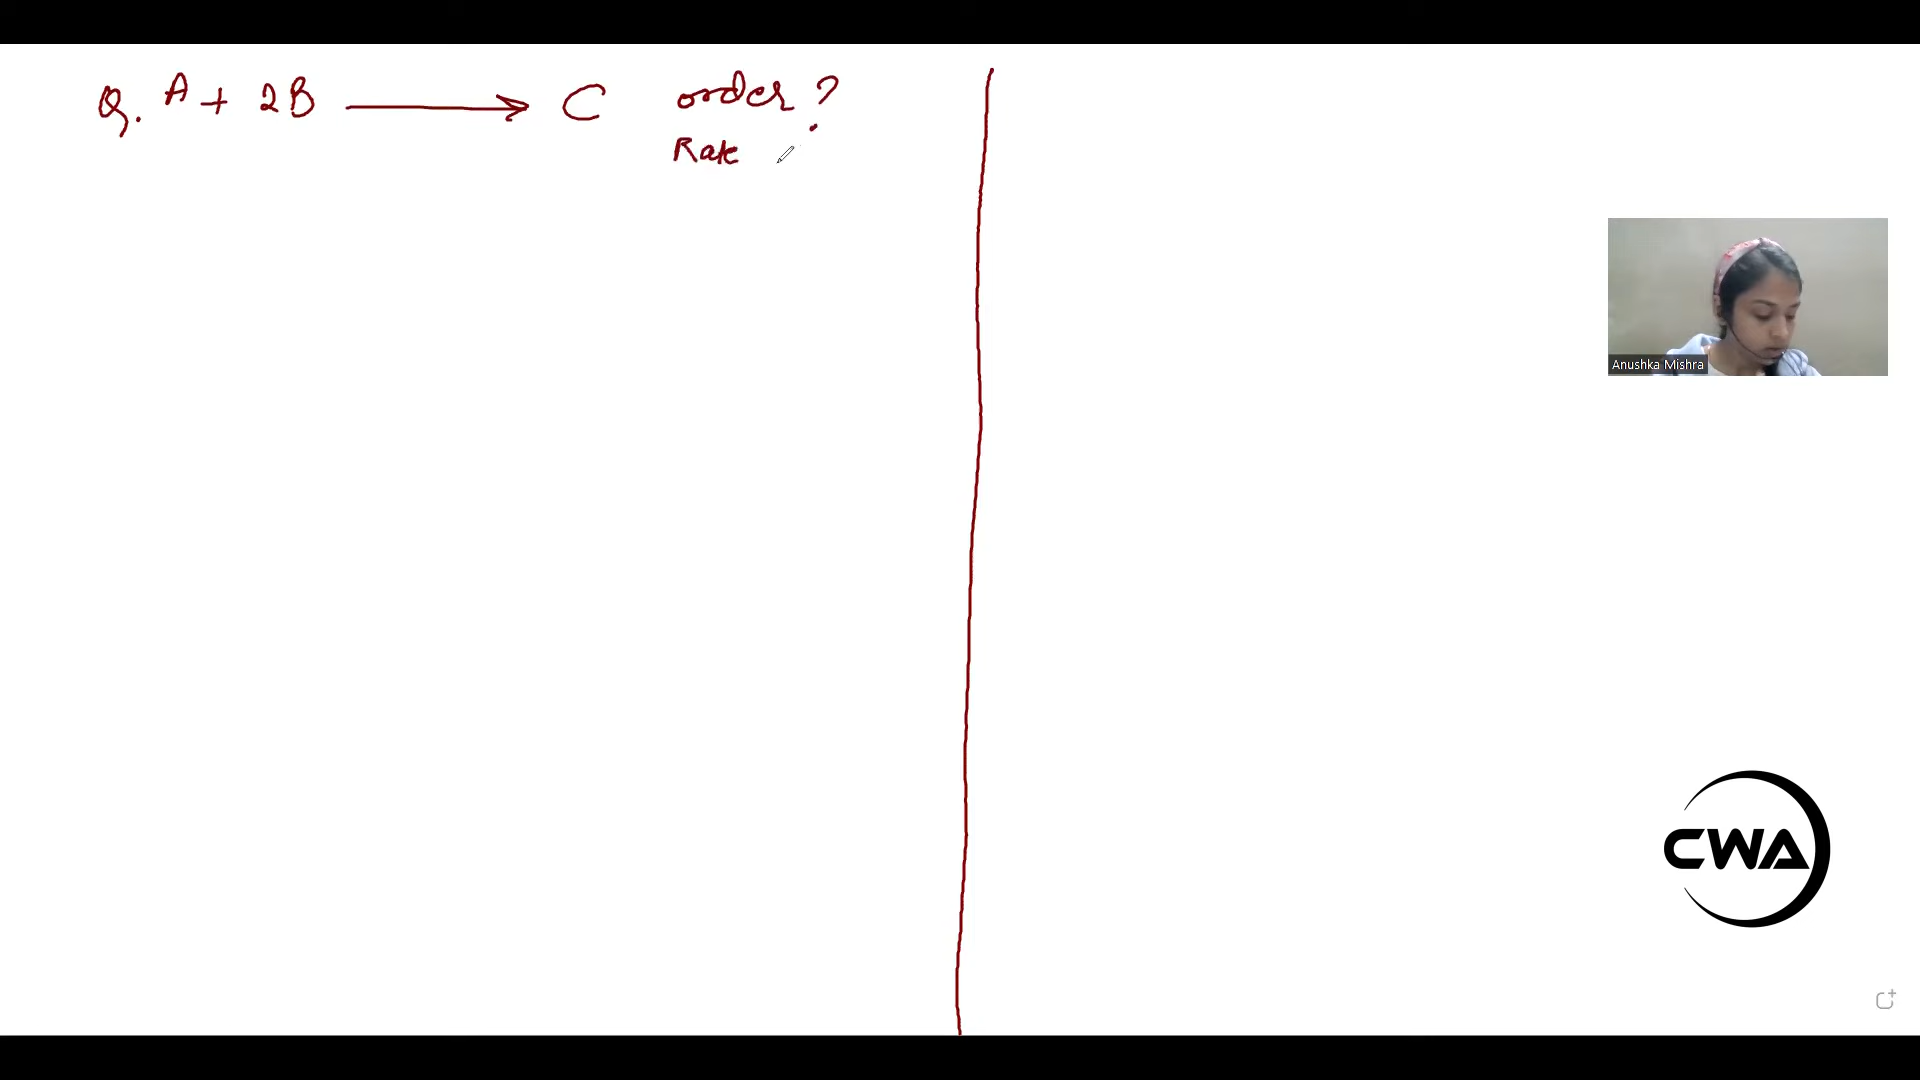 Q. A + 2B ⟶ C order ?
Rate
Anushka Mishra
CWA